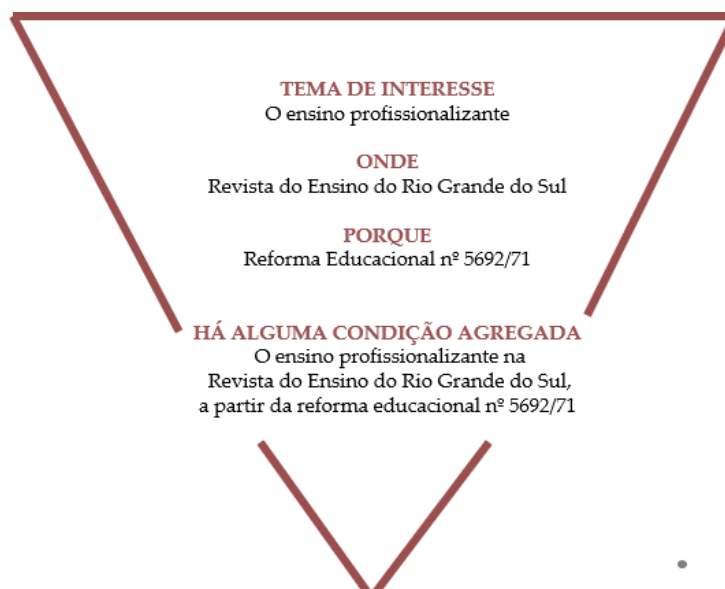 TEMA DE INTERESSE
O ensino profissionalizante
ONDE
Revista do Ensino do Rio Grande do Sul
PORQUE
Reforma Educacional nº 5692/71
HÁ ALGUMA CONDIÇÃO AGREGADA
O ensino profissionalizante na
Revista do Ensino do Rio Grande do Sul,
a partir da reforma educacional nº 5692/71